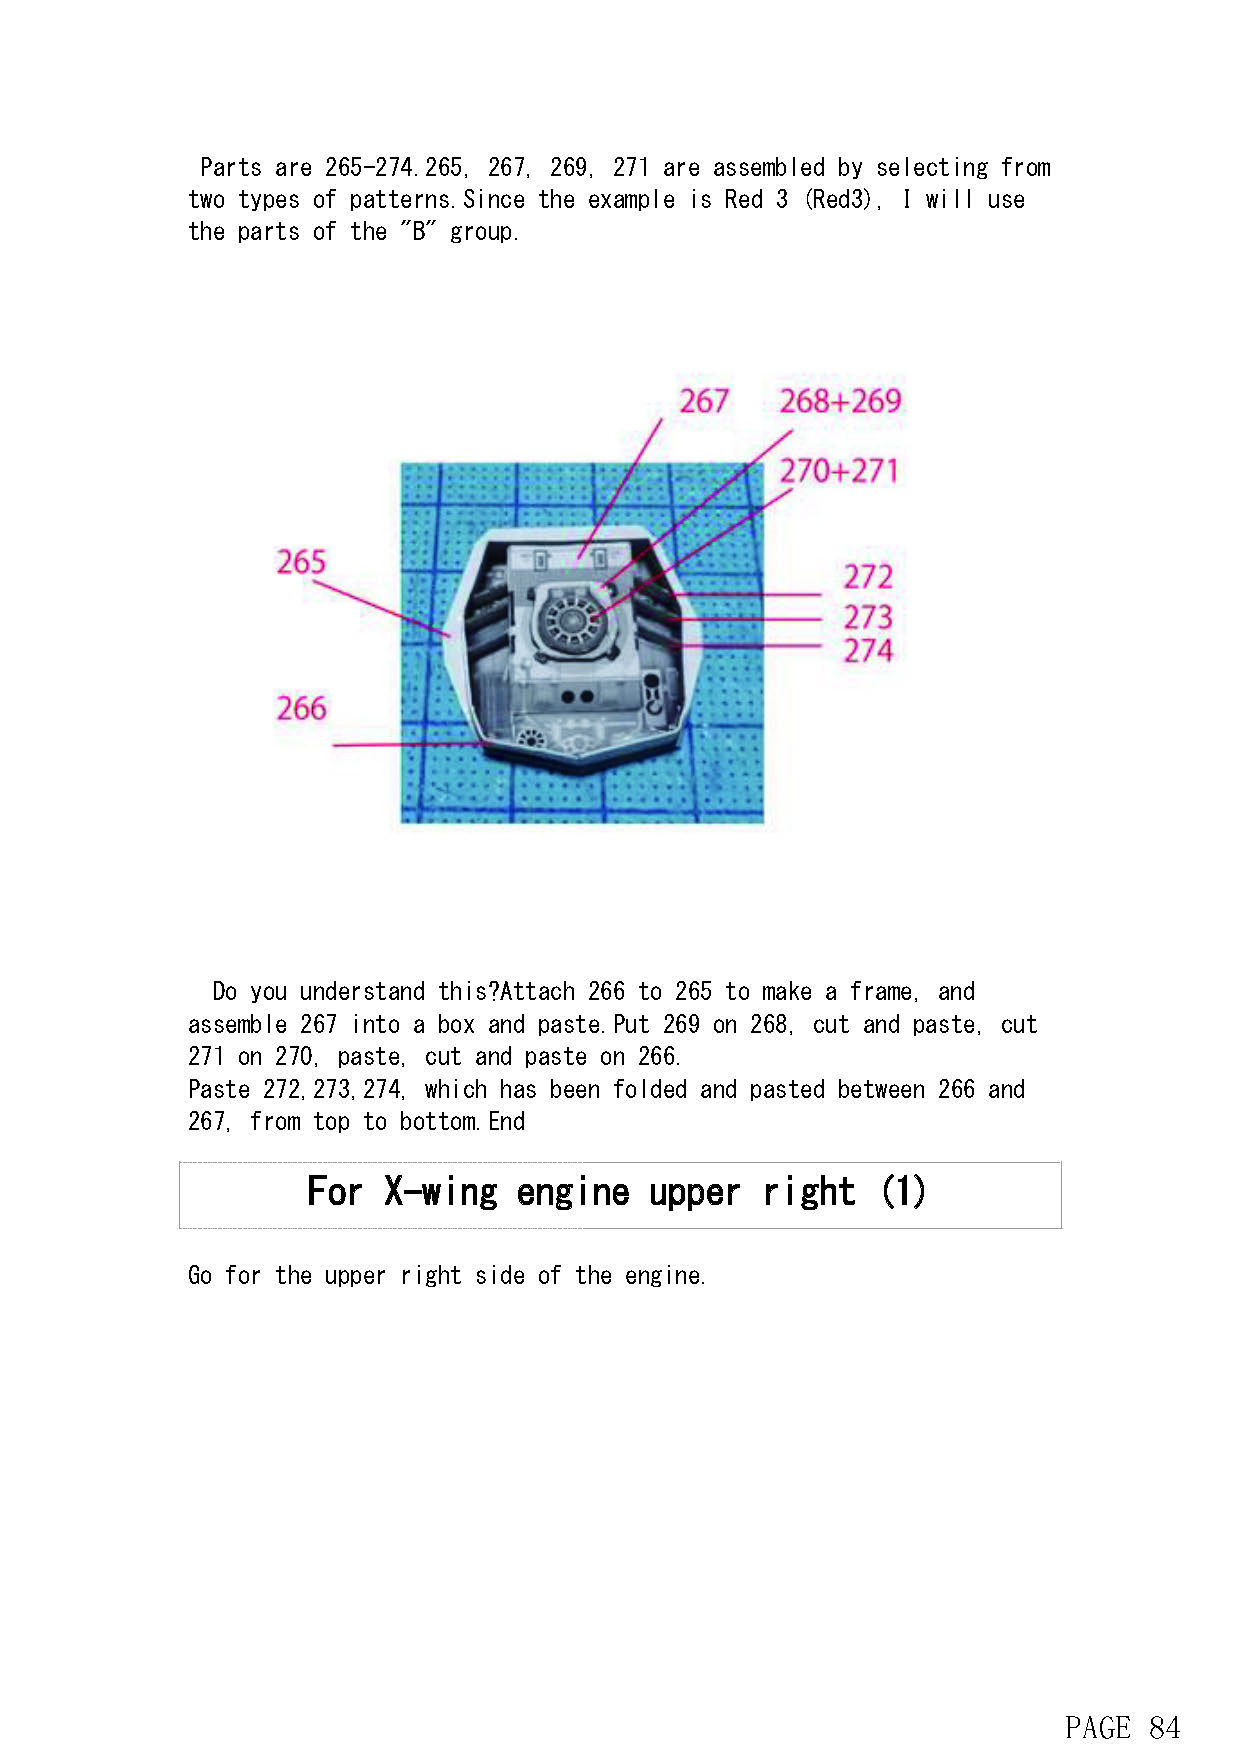 Parts are 265-274.265, 267, 269, 271 are assembled by selecting from
two types of patterns.Since the example is Red 3 (Red3), I will use
the parts of the "B" group.
267 268+269
270+271
265
272
273
274
266
Do you understand this?Attach 266 to 265 to make a frame, and
assemble 267 into a box and paste.Put 269 on 268, cut and paste, cut
271 on 270, paste, cut and paste on 266.
Paste 272,273,274, which has been folded and pasted between 266 and
267, from top to bottom.End
For X-wing engine upper right (1)
Go for the upper right side of the engine.
PAGE 84